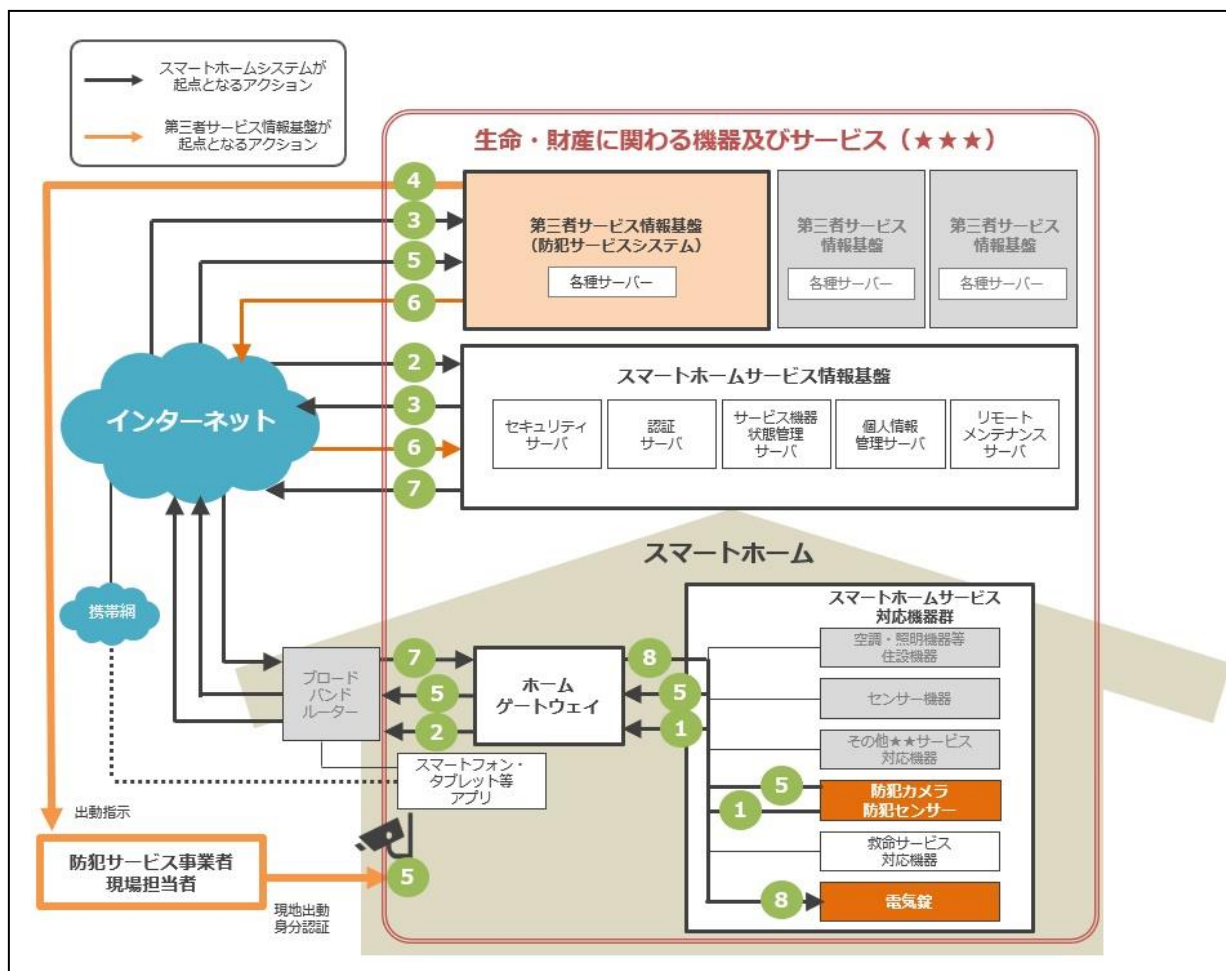 スマートホームシステムが
起点となるアクション
第三者サービス情報基盤が
起点となるアクション
生命・財産に関わる機器及びサービス（★★★）
4
3
5
6
第三者サービス情報基盤
（防犯サービスシステム）
各種サーバー
第三者サービス
情報基盤
各種サーバー
第三者サービス
情報基盤
各種サーバー
インターネット
2
3
6
7
スマートホームサービス情報基盤
セキュリティ
サーバ
認証
サーバ
サービス機器
状態管理
サーバ
個人情報
管理サーバ
リモート
メンテナンス
サーバ
スマートホーム
携帯網
ブロード
バンド
ルーター
7
5
2
ホーム
ゲートウェイ
8
5
1
スマートホームサービス
対応機器群
空調・照明機器等
住設機器
センサー機器
その他★★サービス
対応機器
5
1
防犯カメラ
防犯センサー
救命サービス
対応機器
8
電気錠
スマートフォン・
タブレット等
アプリ
出動指示
防犯サービス事業者
現場担当者
5
現地出動
身分認証